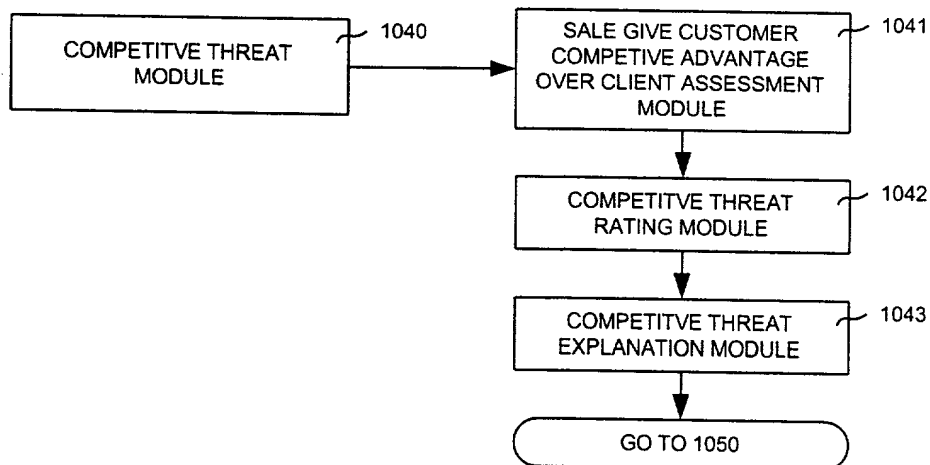 COMPETITVE THREAT
MODULE
1040
SALE GIVE CUSTOMER
COMPETIVE ADVANTAGE
OVER CLIENT ASSESSMENT
MODULE
1041
COMPETITVE THREAT
RATING MODULE
1042
COMPETITVE THREAT
EXPLANATION MODULE
1043
GO TO 1050